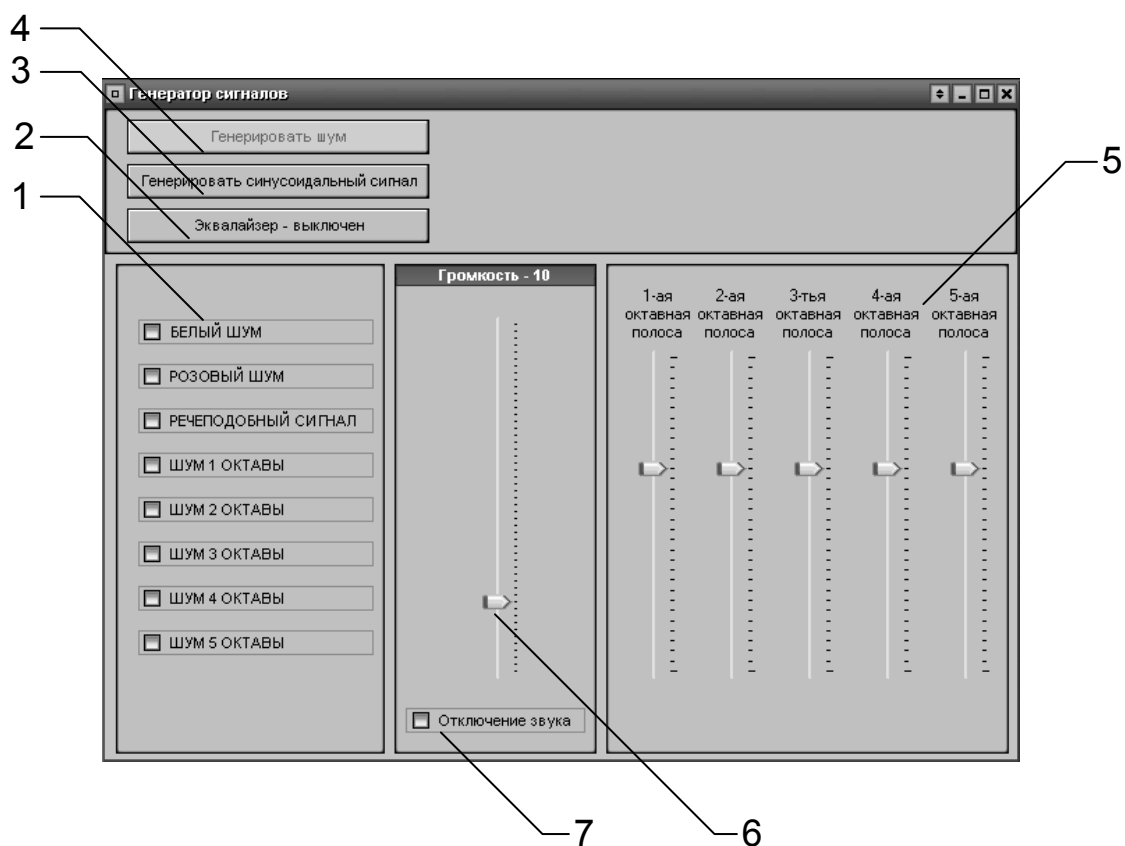 4
3
Генератор сигналов
2
Генерировать шум
5
Генерировать синусоидальный сигнал
1
Эквалайзер - выключен
Громкость - 10
1-ая октавная полоса
2-ая октавная полоса
3-тья октавная полоса
4-ая октавная полоса
5-ая октавная полоса
БЕЛЫЙ ШУМ
РОЗОВЫЙ ШУМ
РЕЧЕПОДОБНЫЙ СИГНАЛ
ШУМ 1 ОКТАВЫ
ШУМ 2 ОКТАВЫ
ШУМ 3 ОКТАВЫ
ШУМ 4 ОКТАВЫ
ШУМ 5 ОКТАВЫ
Отключение звука
7
6